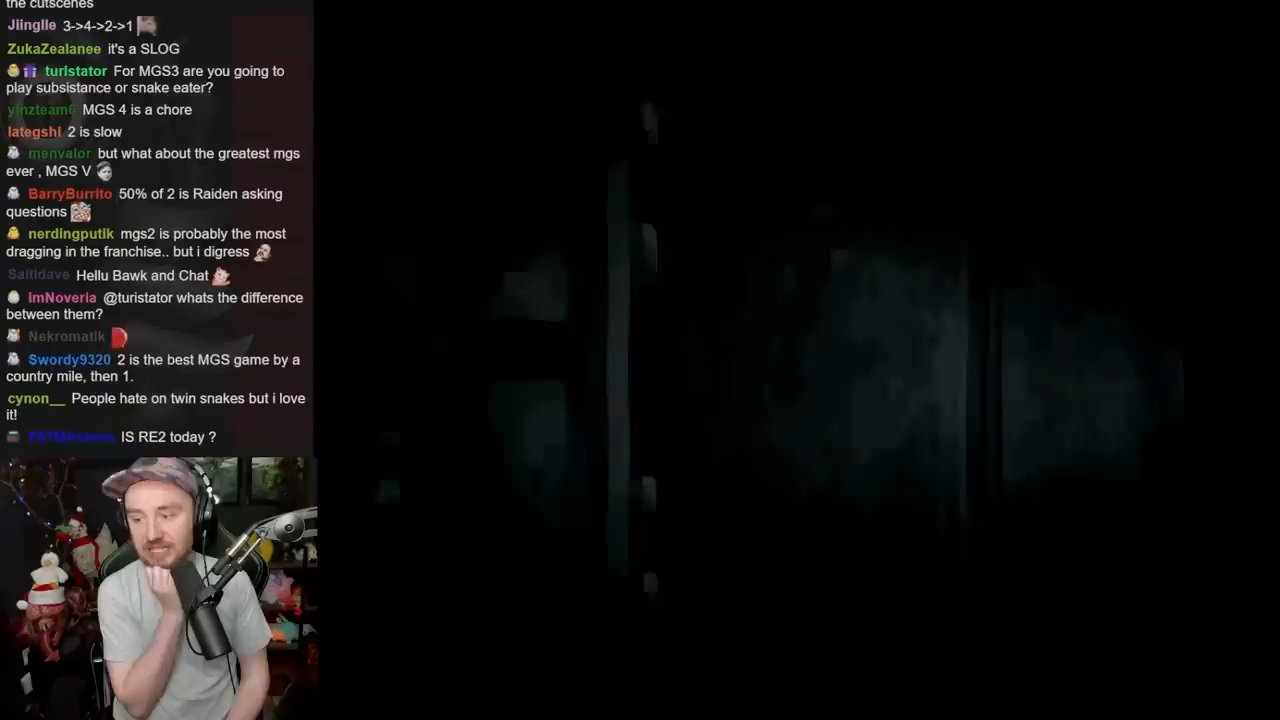 the cutscenes
Jiinglle 3->4->2->1
ZukaZealanee it's a SLOG
turistator For MGS3 are you going to
play subsistance or snake eater?
yinzteam6 MGS 4 is a chore
lategshi 2 is slow
menvalor but what about the greatest mgs
ever , MGS V
BarryBurrito 50% of 2 is Raiden asking
questions
nerdingputik mgs2 is probably the most
dragging in the franchise.. but i digress
Saltidave Hellu Bawk and Chat
ImNoveria @turistator whats the difference
between them?
Nekromatik
Swordy9320 2 is the best MGS game by a
country mile, then 1.
cynon__ People hate on twin snakes but i love
it!
IS RE2 today ?